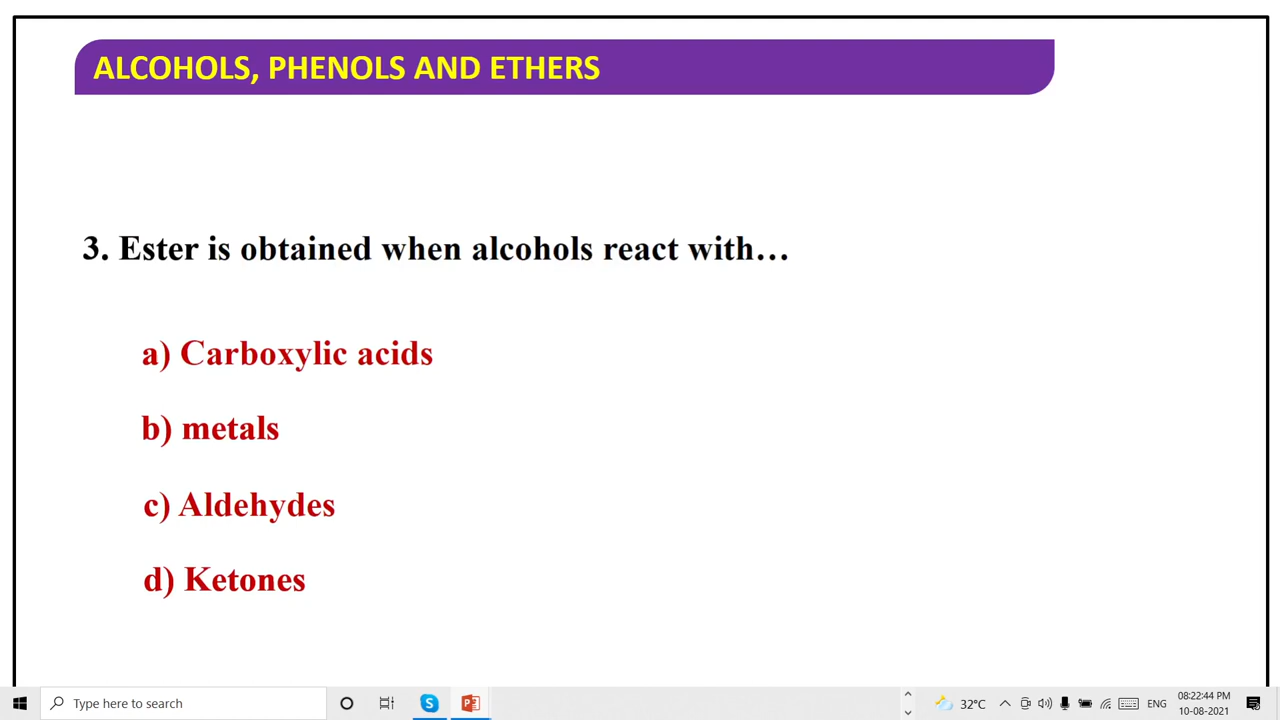 ALCOHOLS, PHENOLS AND ETHERS
3. Ester is obtained when alcohols react with…
a) Carboxylic acids
b) metals
c) Aldehydes
d) Ketones
Type here to search
32°C
ENG
08:22:44 PM
10-08-2021